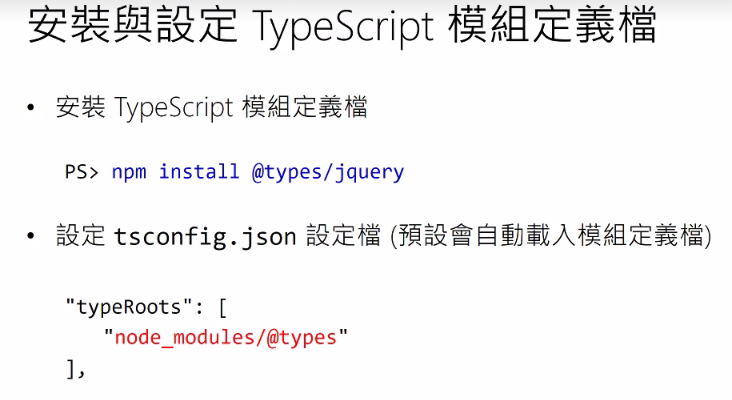 安裝與設定 TypeScript 模組定義檔
• 安裝 TypeScript 模組定義檔
PS> npm install @types/jquery
• 設定 tsconfig.json 設定檔 (預設會自動載入模組定義檔)
"typeRoots": [
"node_modules/@types"
],